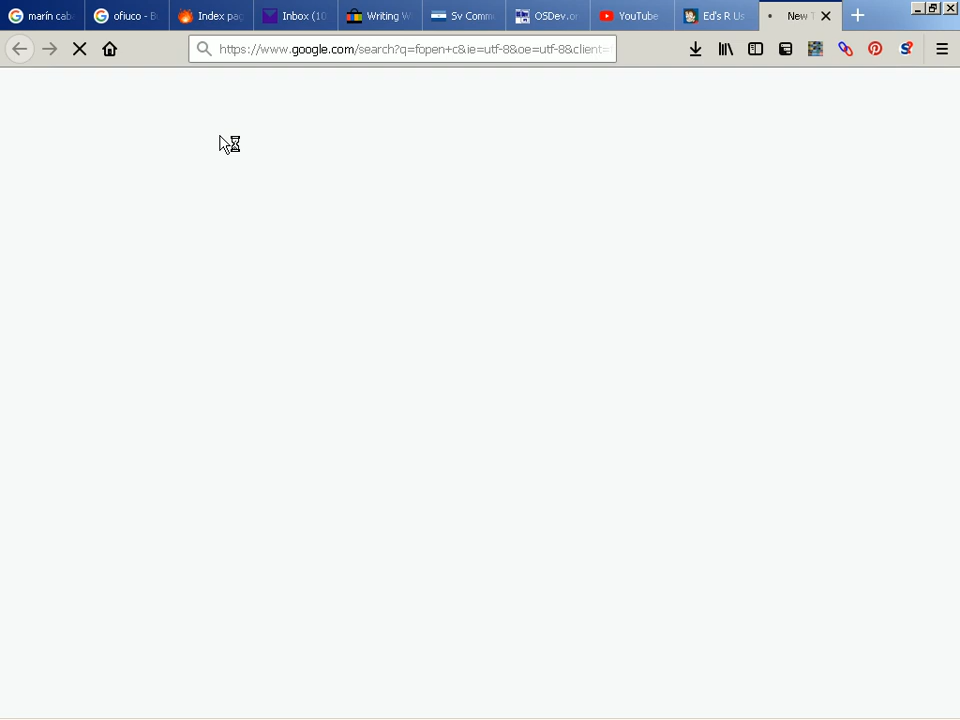 marín cab
ofiuco - B
Index pag
Inbox (10
Writing W
Sv Comm
OSDev.or
YouTube
Ed's R Us
New T
https://www.google.com/search?q=fopen+c&ie=utf-8&oe=utf-8&client=f